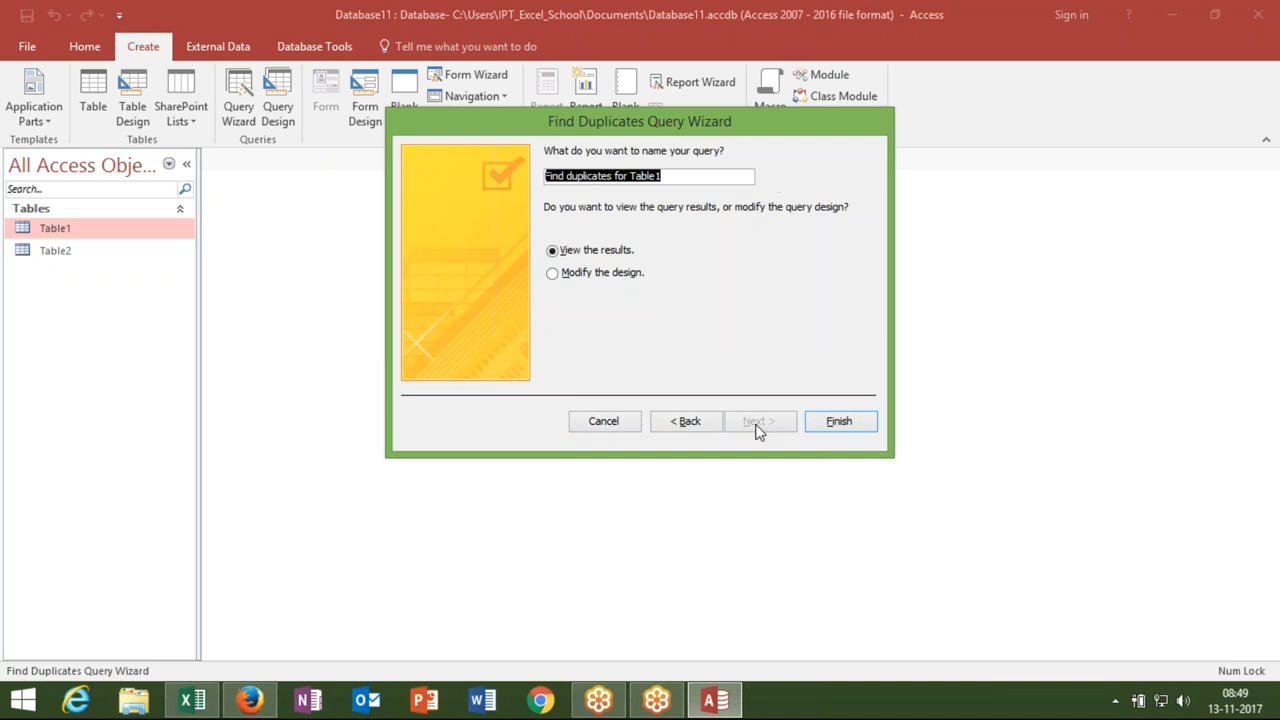 Database11 : Database- C:\Users\IPT_Excel_School\Documents\Database11.accdb (Access 2007 - 2016 file format) - Access
Sign in
?
File
Home
Create
External Data
Database Tools
Tell me what you want to do
Application Parts
Table
Table Design
SharePoint Lists
Query Wizard
Query Design
Form
Form Design
Blank
Form Wizard
Navigation
Report
Report
Blank
Report Wizard
Macro
Module
Class Module
Templates
Tables
Queries
All Access Obje...
Search...
Tables
Table1
Table2
Find Duplicates Query Wizard
What do you want to name your query?
Find duplicates for Table1
Do you want to view the query results, or modify the query design?
View the results.
Modify the design.
Cancel
< Back
Next >
Finish
Find Duplicates Query Wizard
Num Lock
08:49
13-11-2017